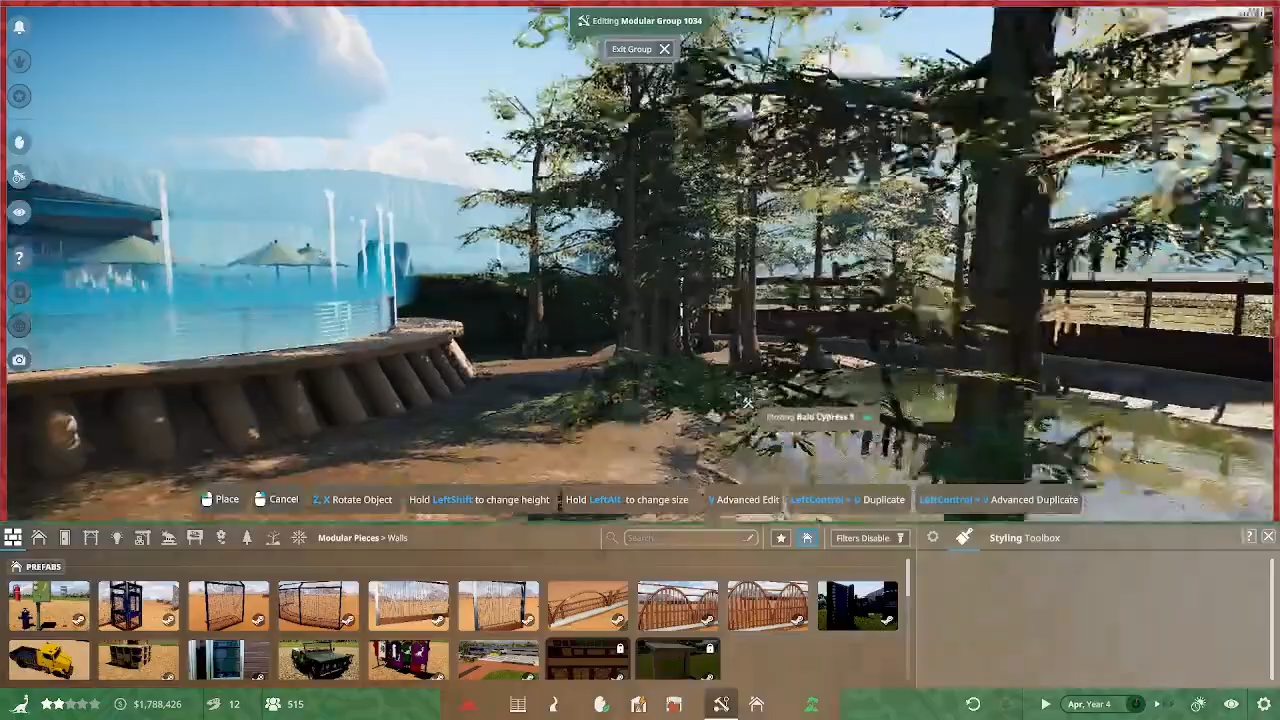 Editing Modular Group 1034
Exit Group
?
Bald Cypress
Place
Cancel
Z, X Rotate Object
Hold LeftShift to change height
Hold LeftAlt to change size
V Advanced Edit
LeftControl + D Duplicate
LeftControl + V Advanced Duplicate
Modular Pieces > Walls
Search...
Filters Disable
Styling Toolbox
?
PREFABS
$1,788,426
12
515
Apr, Year 4